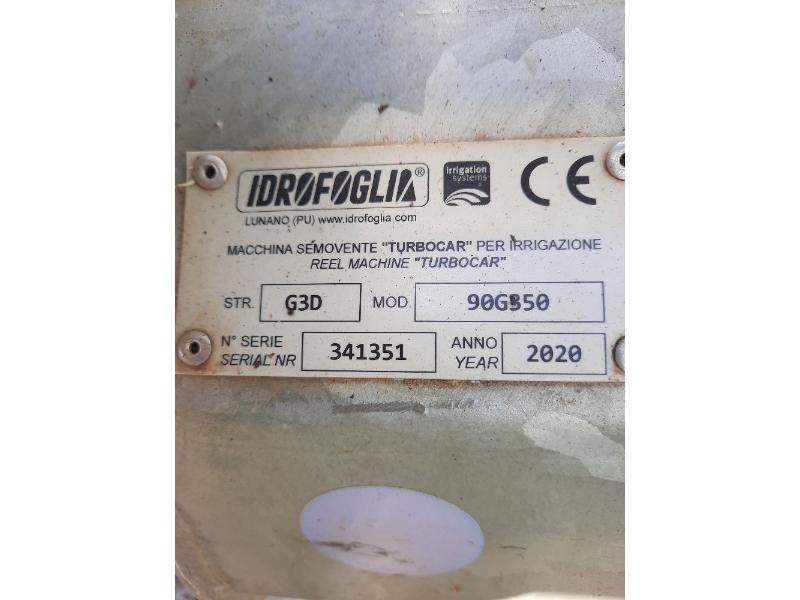 IDROFOGLIA® irrigation systems CE
LUNANO (PU) www.idrofoglia.com
MACCHINA SEMOVENTE "TURBOCAR" PER IRRIGAZIONE
REEL MACHINE "TURBOCAR"
STR. G3D MOD. 90G350
N° SERIE ANNO
341351 2020
SERIAL NR YEAR